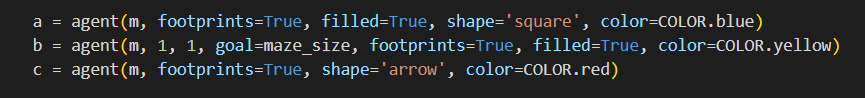 a = agent(m, footprints=True, filled=True, shape='square', color=COLOR.blue)
b = agent(m, 1, 1, goal=maze_size, footprints=True, filled=True, color=COLOR.yellow)
c = agent(m, footprints=True, shape='arrow', color=COLOR.red)